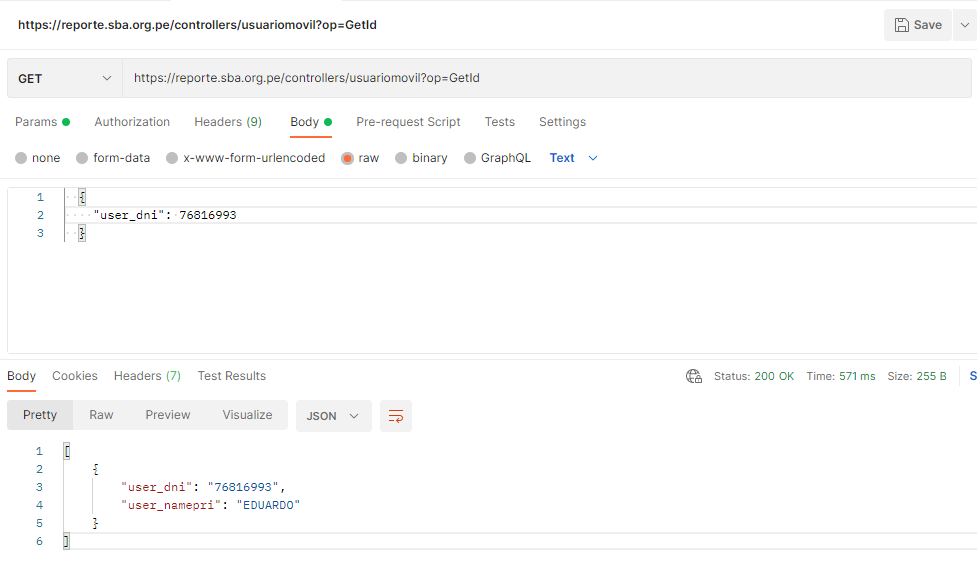 https://reporte.sba.org.pe/controllers/usuariomovil?op=GetId
Save
GET
https://reporte.sba.org.pe/controllers/usuariomovil?op=GetId
Params Authorization Headers (9) Body Pre-request Script Tests Settings
none form-data x-www-form-urlencoded raw binary GraphQL Text
1 {
2 "user_dni": 76816993
3 }
Body Cookies Headers (7) Test Results Status: 200 OK Time: 571 ms Size: 255 B S
Pretty Raw Preview Visualize JSON
1 [
2 {
3 "user_dni": "76816993",
4 "user_namepri": "EDUARDO"
5 }
6 ]